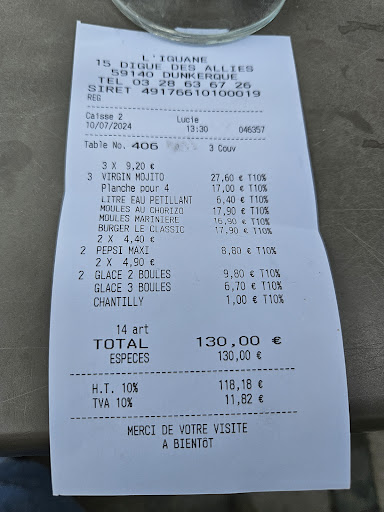 L'IGUANE
15 DIGUE DES ALLIES
59140 DUNKERQUE
TEL 03 28 63 67 26
SIRET 49176610100019
REG
Caisse 2 Lucie
10/07/2024 13:30 046357
Table No. 406 3 Couv
3 X 9,20 €
3 VIRGIN MOJITO 27,60 € T10%
Planche pour 4 17,00 € T10%
LITRE EAU PETILLANT 6,40 € T10%
MOULES AU CHORIZO 17,90 € T10%
MOULES MARINIERE 16,90 € T10%
BURGER LE CLASSIC 17,90 € T10%
2 X 4,40 €
2 PEPSI MAXI 8,80 € T10%
2 X 4,90 €
2 GLACE 2 BOULES 9,80 € T10%
GLACE 3 BOULES 6,70 € T10%
CHANTILLY 1,00 € T10%
14 art
TOTAL 130,00 €
ESPECES 130,00 €
H.T. 10% 118,18 €
TVA 10% 11,82 €
MERCI DE VOTRE VISITE
A BIENTÔT